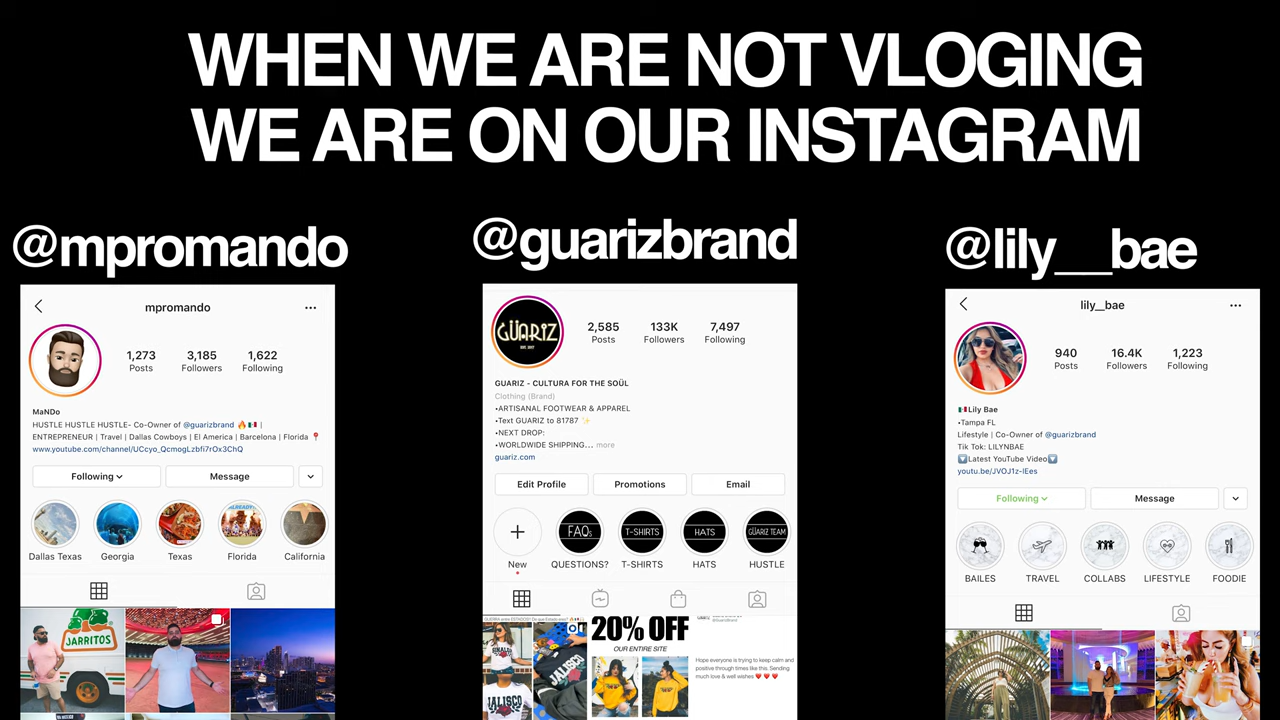 WHEN WE ARE NOT VLOGING
WE ARE ON OUR INSTAGRAM
@mpromando
mpromando
1,273
3,185
1,622
Posts
Followers
Following
MaNDo
HUSTLE HUSTLE HUSTLE- Co-Owner of @guarizbrand 🔥🇲🇽 |
ENTREPRENEUR | Travel | Dallas Cowboys | El America | Barcelona | Florida 📍
www.youtube.com/channel/UCcyo_QcmogLzbfi7rOx3ChQ
Following
Message
Dallas Texas
Georgia
Texas
Florida
California
JARRITOS
@guarizbrand
GÜARIZ
2,585
133K
7,497
Posts
Followers
Following
GUARIZ - CULTURA FOR THE SOÜL
Clothing (Brand)
•ARTISANAL FOOTWEAR & APPAREL
•Text GUARIZ to 81787 ✨
•NEXT DROP:
•WORLDWIDE SHIPPING... more
guariz.com
Edit Profile
Promotions
Email
FAQs
T-SHIRTS
HATS
GÜARIZ TEAM
New
QUESTIONS?
T-SHIRTS
HATS
HUSTLE
SINALOA
JALISCO
JALISCO
20% OFF
OUR ENTIRE SITE
Hope everyone is trying to keep calm and
positive through times like this. Sending
much love & well wishes ❤️❤️❤️
@lily__bae
lily__bae
940
16.4K
1,223
Posts
Followers
Following
🇲🇽Lily Bae
•Tampa FL
Lifestyle | Co-Owner of @guarizbrand
Tik Tok: LILYNBAE
🔽Latest YouTube Video🔽
youtu.be/JVOJ1z-lEes
Following
Message
BAILES
TRAVEL
COLLABS
LIFESTYLE
FOODIE